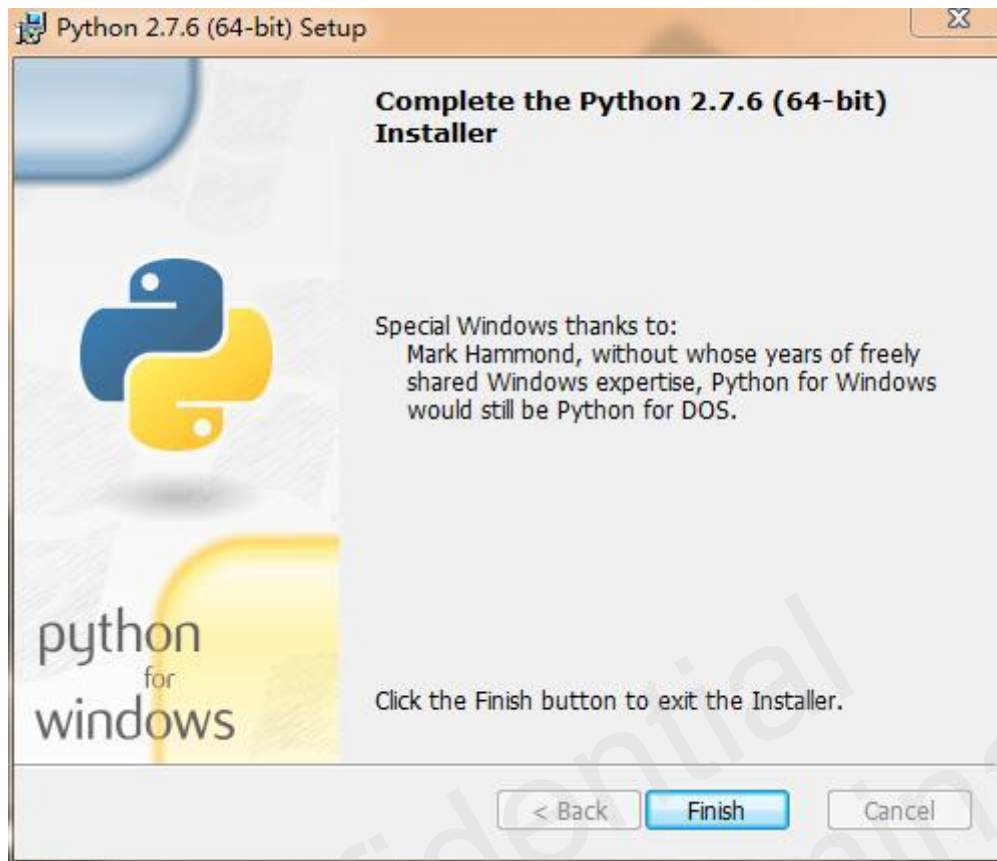 Python 2.7.6 (64-bit) Setup
Complete the Python 2.7.6 (64-bit)
Installer
Special Windows thanks to:
Mark Hammond, without whose years of freely
shared Windows expertise, Python for Windows
would still be Python for DOS.
python
for
windows
Click the Finish button to exit the Installer.
< Back
Finish
Cancel